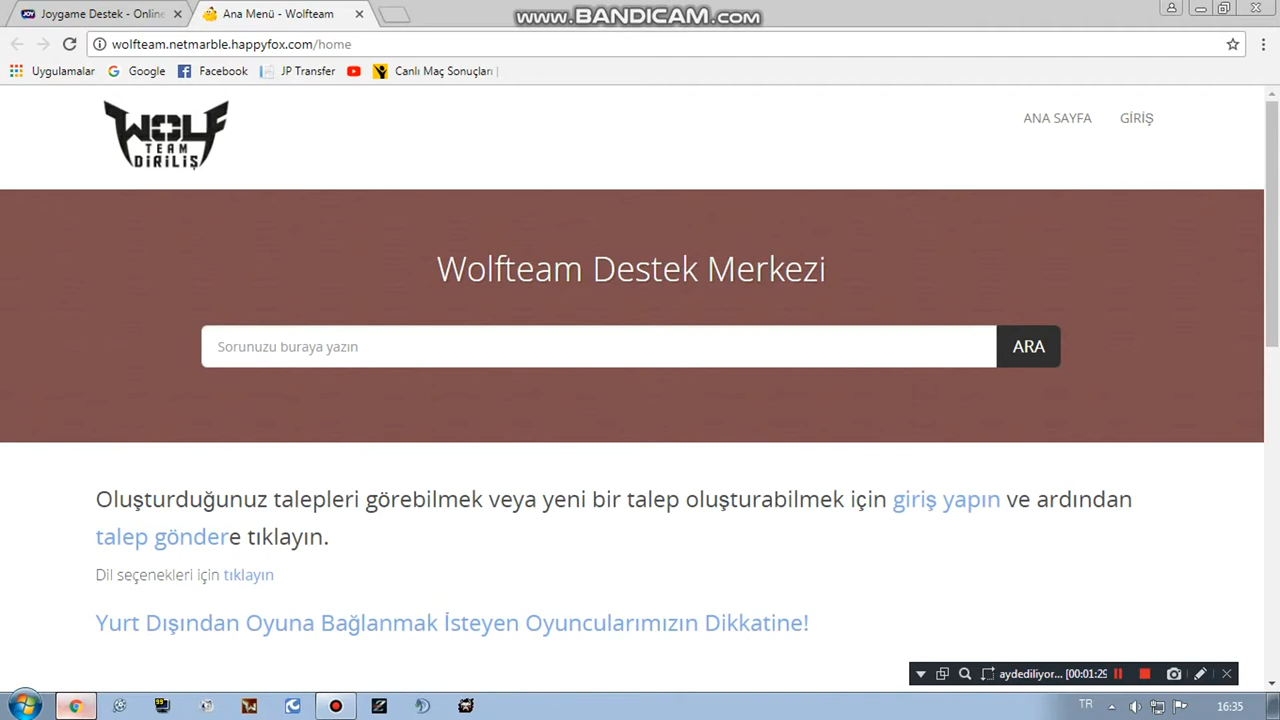 Joygame Destek - Online
Ana Menü - Wolfteam
www.BANDICAM.com
wolfteam.netmarble.happyfox.com/home
Uygulamalar
Google
Facebook
JP Transfer
Canlı Maç Sonuçları
WOLF
TEAM
DİRİLİŞ
ANA SAYFA
GİRİŞ
Wolfteam Destek Merkezi
Sorunuzu buraya yazın
ARA
Oluşturduğunuz talepleri görebilmek veya yeni bir talep oluşturabilmek için giriş yapın ve ardından
talep göndere tıklayın.
Dil seçenekleri için tıklayın
Yurt Dışından Oyuna Bağlanmak İsteyen Oyuncularımızın Dikkatine!
aydediliyor... [00:01:29
TR
16:35